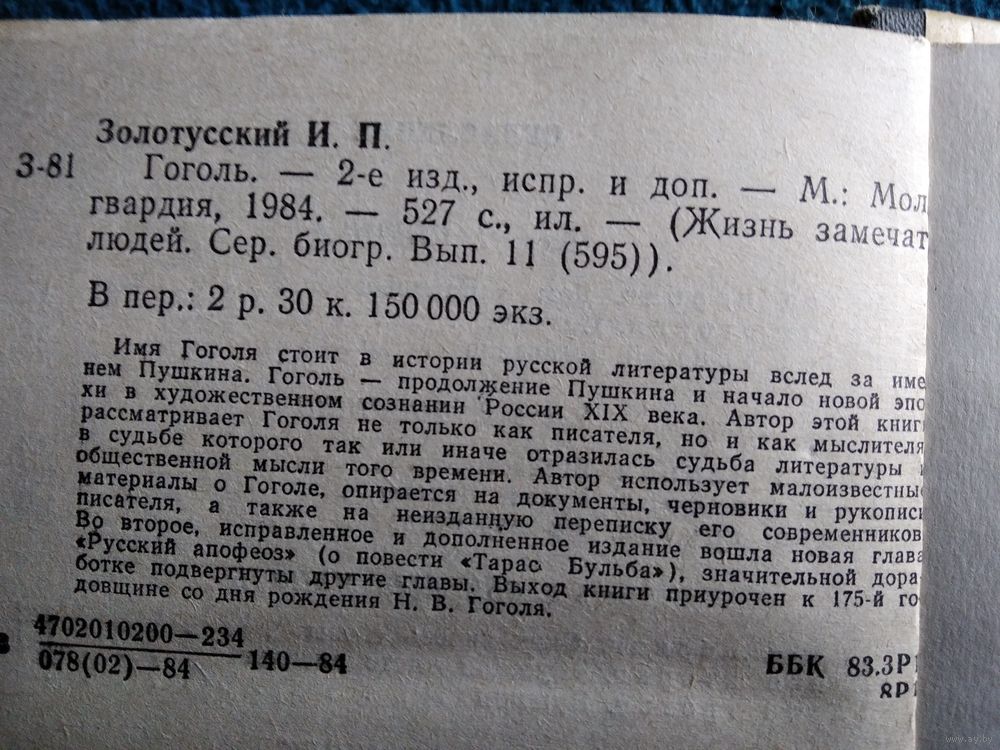 Золотусский И. П.
З-81 Гоголь. — 2-е изд., испр. и доп. — М.: Мол
гвардия, 1984. — 527 с., ил. — (Жизнь замечат
людей. Сер. биогр. Вып. 11 (595)).
В пер.: 2 р. 30 к. 150 000 экз.
Имя Гоголя стоит в истории русской литературы вслед за име
нем Пушкина. Гоголь — продолжение Пушкина и начало новой эпо
хи в художественном сознании России XIX века. Автор этой книг
рассматривает Гоголя не только как писателя, но и как мыслителя
в судьбе которого так или иначе отразилась судьба литературы
общественной мысли того времени. Автор использует малоизвестны
материалы о Гоголе, опирается на документы, черновики и рукопис
писателя, а также на неизданную переписку его современников
Во второе, исправленное и дополненное издание вошла новая глава
«Русский апофеоз» (о повести «Тарас Бульба»), значительной дора
ботке подвергнуты другие главы. Выход книги приурочен к 175-й го
довщине со дня рождения Н. В. Гоголя.
4702010200—234
078(02)—84 140—84
ББК 83.3Р1
8Р1
www.ay.by